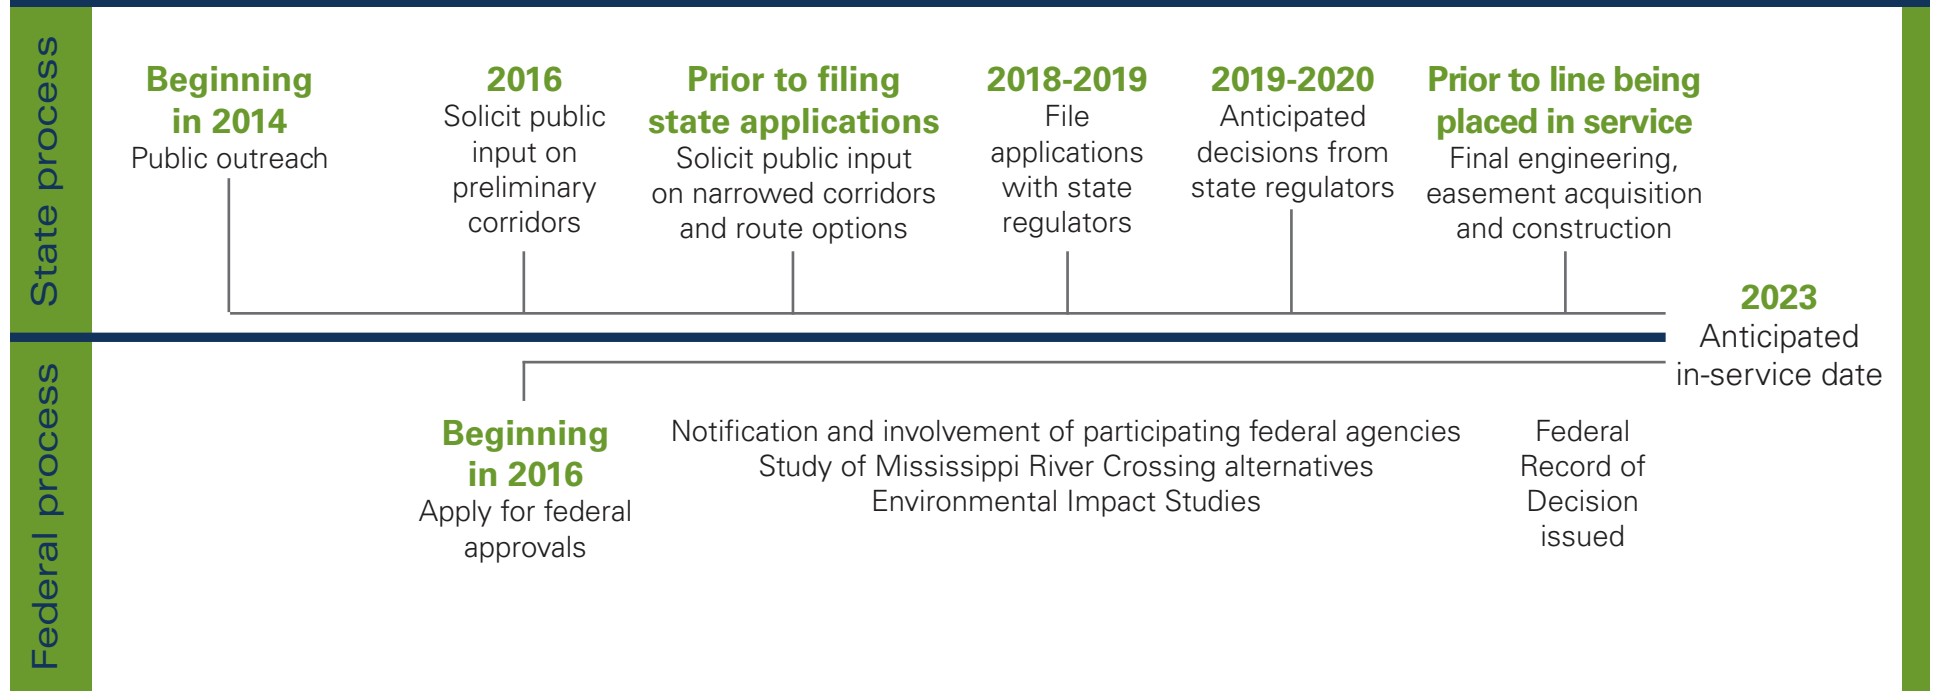 State process
Beginning
in 2014
Public outreach
2016
Solicit public
input on
preliminary
corridors
Prior to filing
state applications
Solicit public input
on narrowed corridors
and route options
2018-2019
File
applications
with state
regulators
2019-2020
Anticipated
decisions from
state regulators
Prior to line being
placed in service
Final engineering,
easement acquisition
and construction
2023
Anticipated
in-service date
Federal process
Beginning
in 2016
Apply for federal
approvals
Notification and involvement of participating federal agencies
Study of Mississippi River Crossing alternatives
Environmental Impact Studies
Federal
Record of
Decision
issued